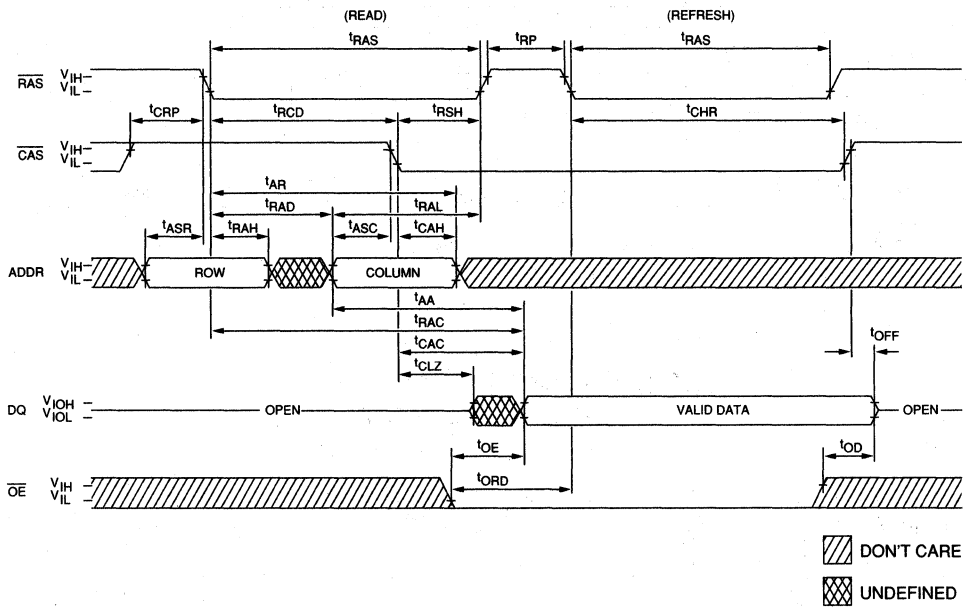 (READ) (REFRESH)
tRAS tRP tRAS
RAS VIH VIL
tCRP tRCD tRSH tCHR
CAS VIH VIL
tAR
tRAD tRAL
tASR tRAH tASC tCAH
ADDR VIH VIL ROW COLUMN
tAA
tRAC
tCAC tOFF
tCLZ
DQ VIOH VIOL OPEN VALID DATA OPEN
tOE tOD
tORD
OE VIH VIL
DON'T CARE
UNDEFINED